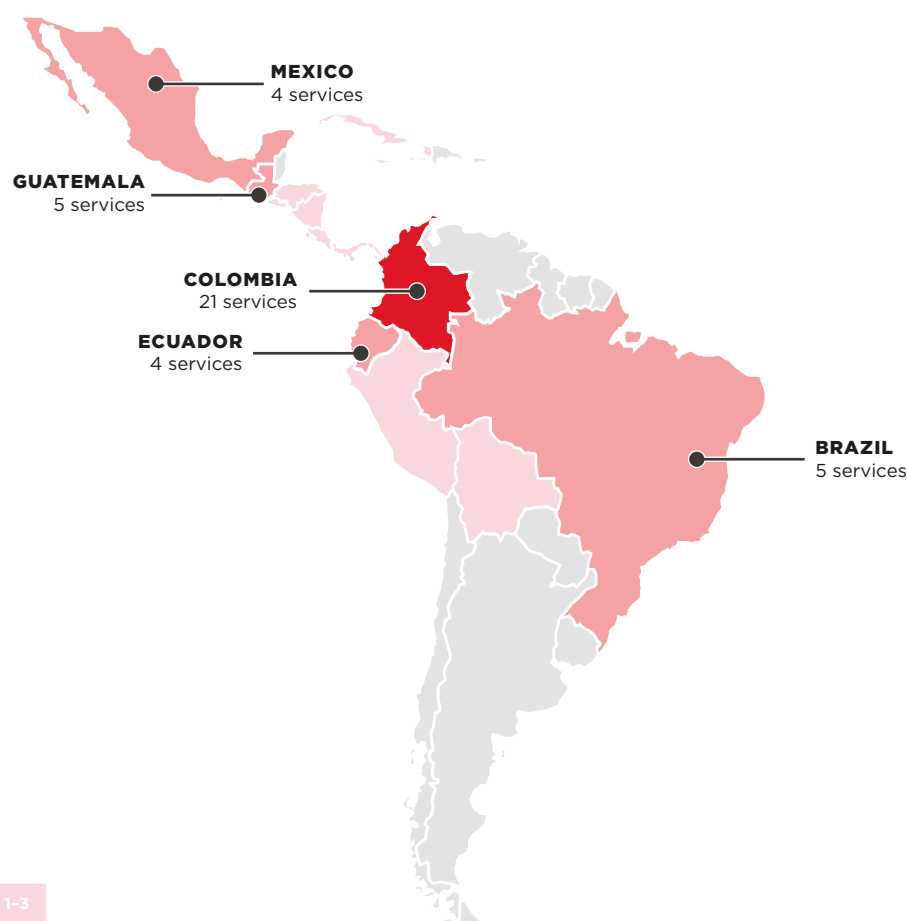 MEXICO
4 services
GUATEMALA
5 services
COLOMBIA
21 services
ECUADOR
4 services
BRAZIL
5 services
1–3